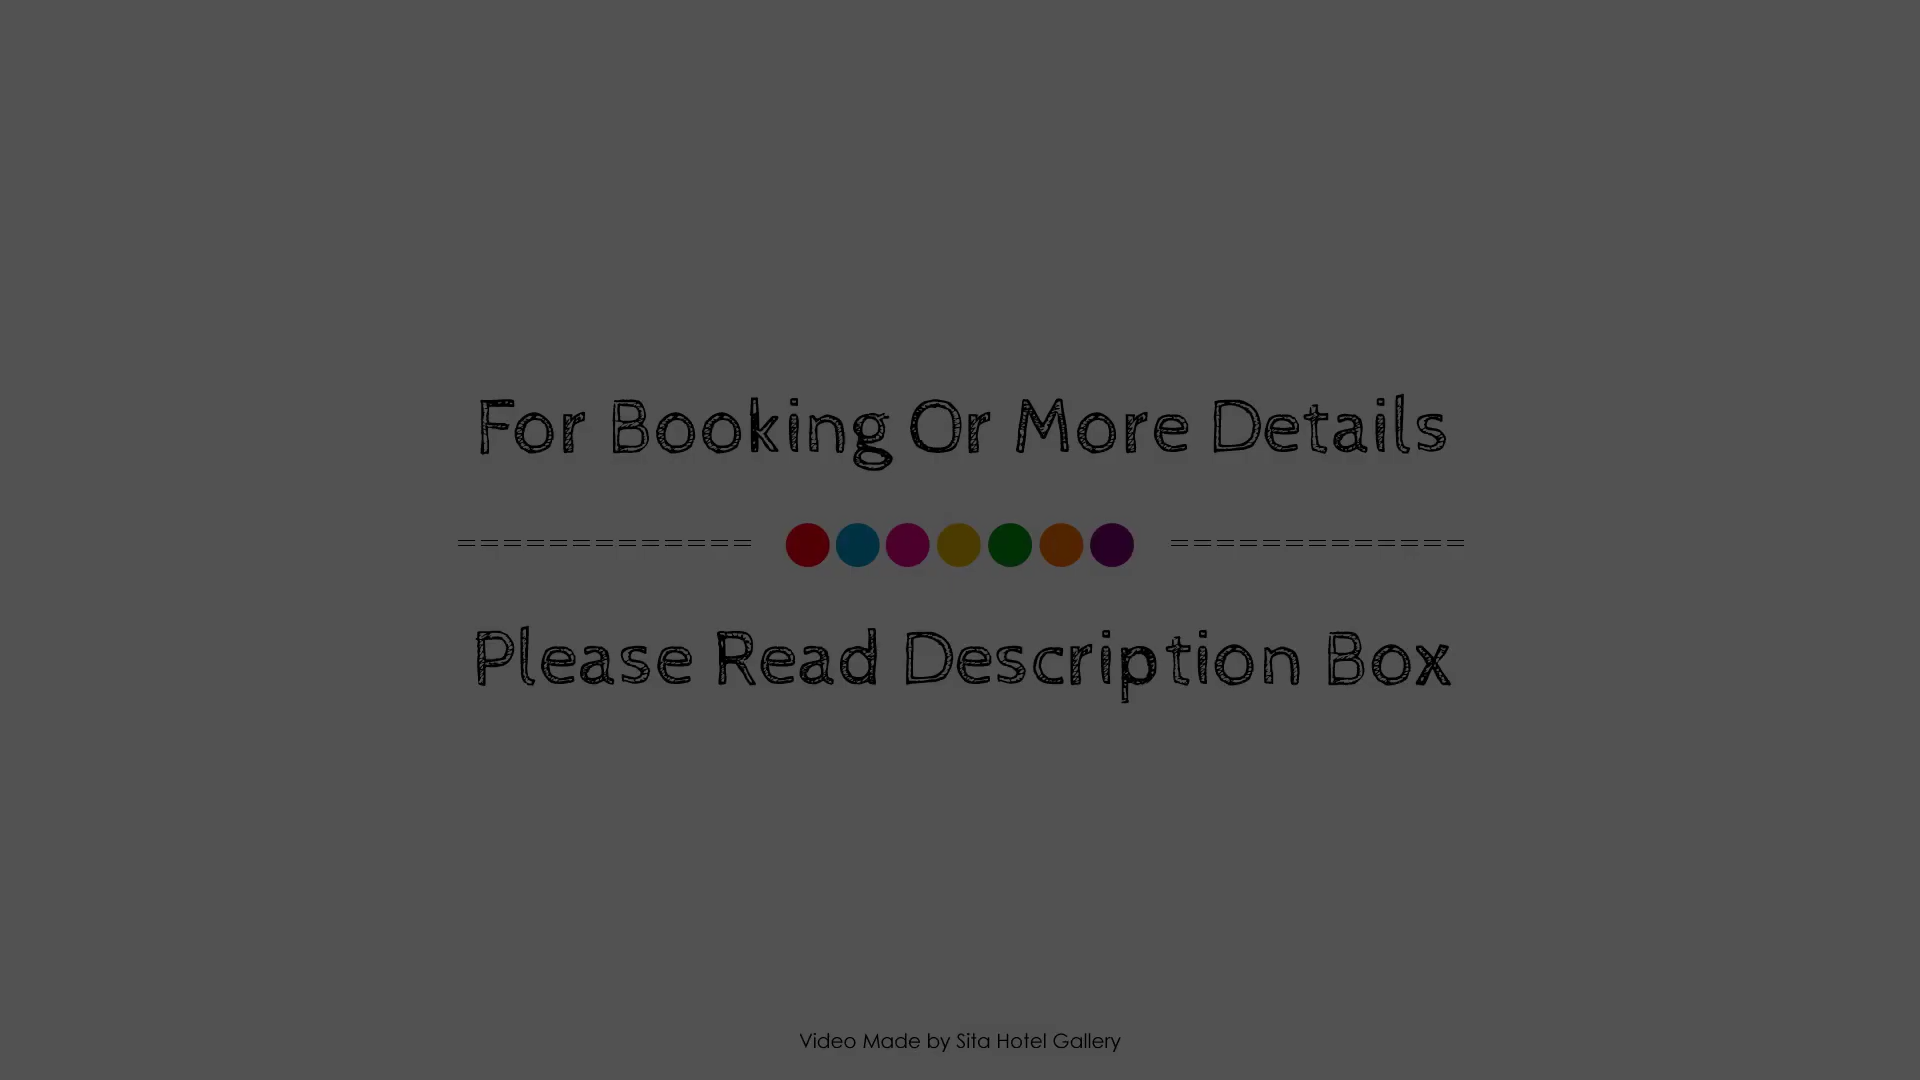 For Booking Or More Details
============= =============
Please Read Description Box
Video Made by Sita Hotel Gallery